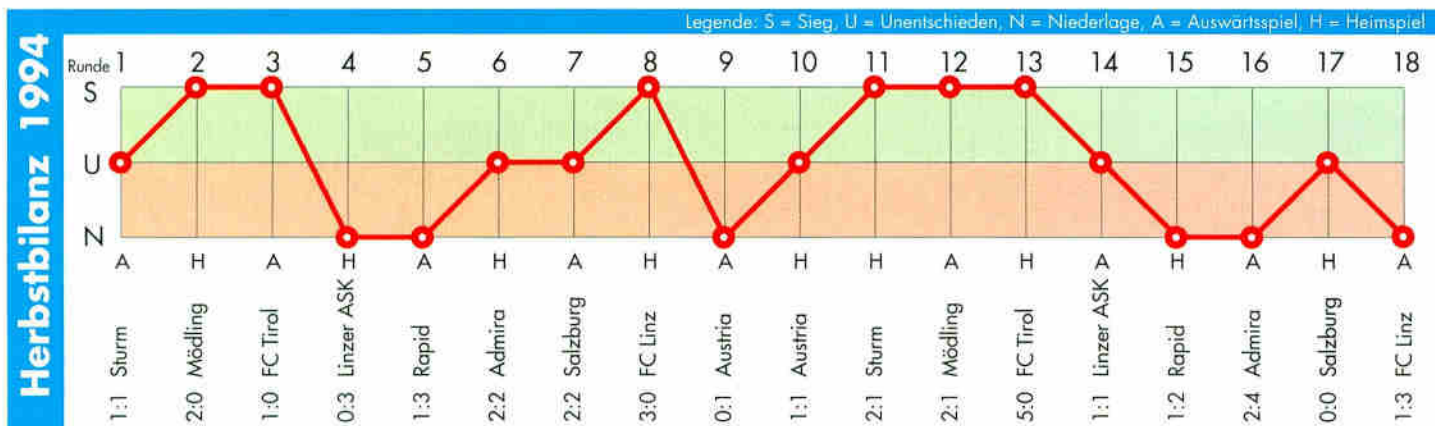 Herbstbilanz 1994
Legende: S = Sieg, U = Unentschieden, N = Niederlage, A = Auswärtsspiel, H = Heimspiel
Runde 1 2 3 4 5 6 7 8 9 10 11 12 13 14 15 16 17 18
S
U
N
A H A H A H A H A H H A H A H A H A
Sturm Mödling FC Tirol Linzer ASK Rapid Admira Salzburg FC Linz Austria Austria Sturm Mödling FC Tirol Linzer ASK Rapid Admira Salzburg FC Linz
1:1 2:0 1:0 0:3 1:3 2:2 2:2 3:0 0:1 1:1 2:1 2:1 5:0 1:1 1:2 2:4 0:0 1:3